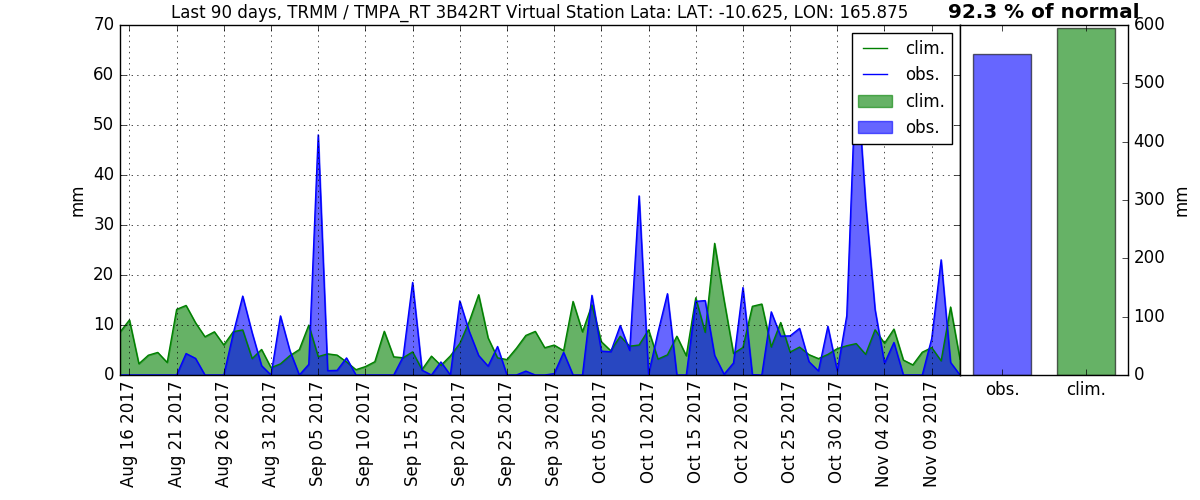 Last 90 days, TRMM / TMPA_RT 3B42RT Virtual Station Lata: LAT: -10.625, LON: 165.875
92.3 % of normal
70
60
50
40
30
20
10
0
mm
clim.
obs.
clim.
obs.
600
500
400
300
200
100
0
mm
Aug 16 2017
Aug 21 2017
Aug 26 2017
Aug 31 2017
Sep 05 2017
Sep 10 2017
Sep 15 2017
Sep 20 2017
Sep 25 2017
Sep 30 2017
Oct 05 2017
Oct 10 2017
Oct 15 2017
Oct 20 2017
Oct 25 2017
Oct 30 2017
Nov 04 2017
Nov 09 2017
obs.
clim.